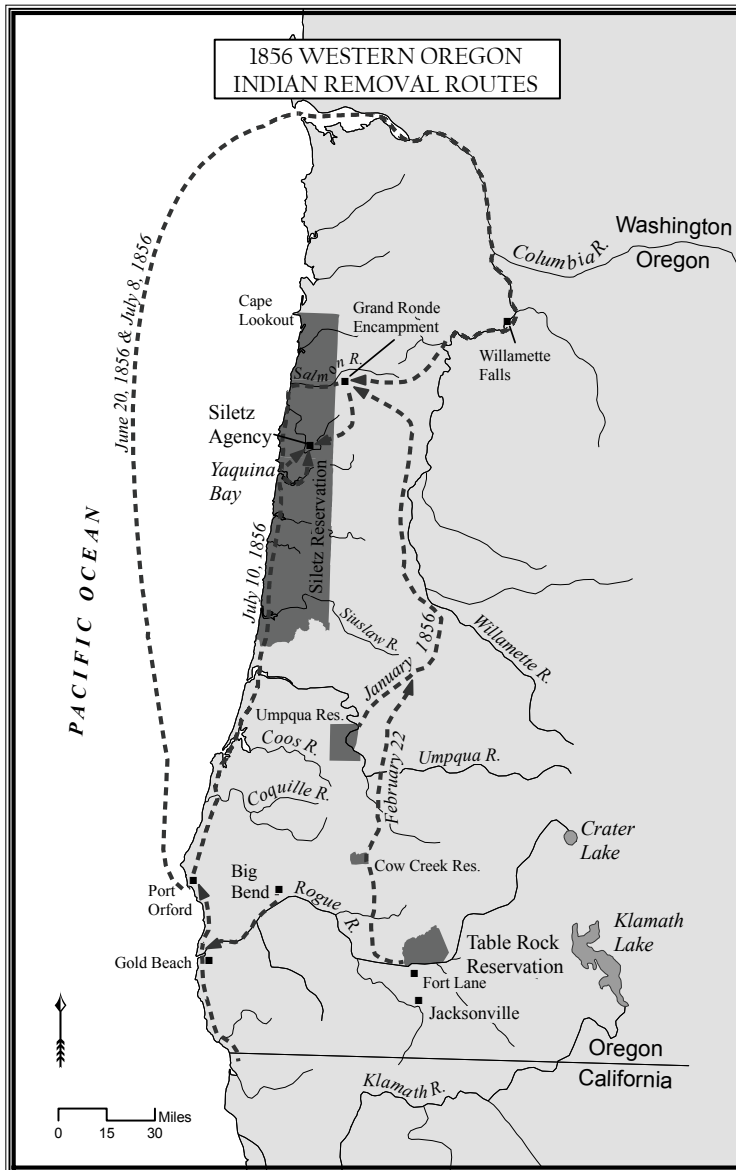 1856 WESTERN OREGON
INDIAN REMOVAL ROUTES
Washington
Oregon
Columbia R.
June 20, 1856 & July 8, 1856
Cape
Lookout
Grand Ronde
Encampment
Willamette
Falls
Salmon R.
Siletz
Agency
Yaquina
Bay
Siletz Reservation
PACIFIC OCEAN
July 10, 1856
Siuslaw R.
January 1856
Willamette R.
Umpqua Res.
Coos R.
February 22
Umpqua R.
Coquille R.
Crater
Lake
Cow Creek Res.
Port
Orford
Big
Bend
Rogue R.
Klamath
Lake
Table Rock
Reservation
Gold Beach
Fort Lane
Jacksonville
Oregon
California
Klamath R.
Miles
0 15 30